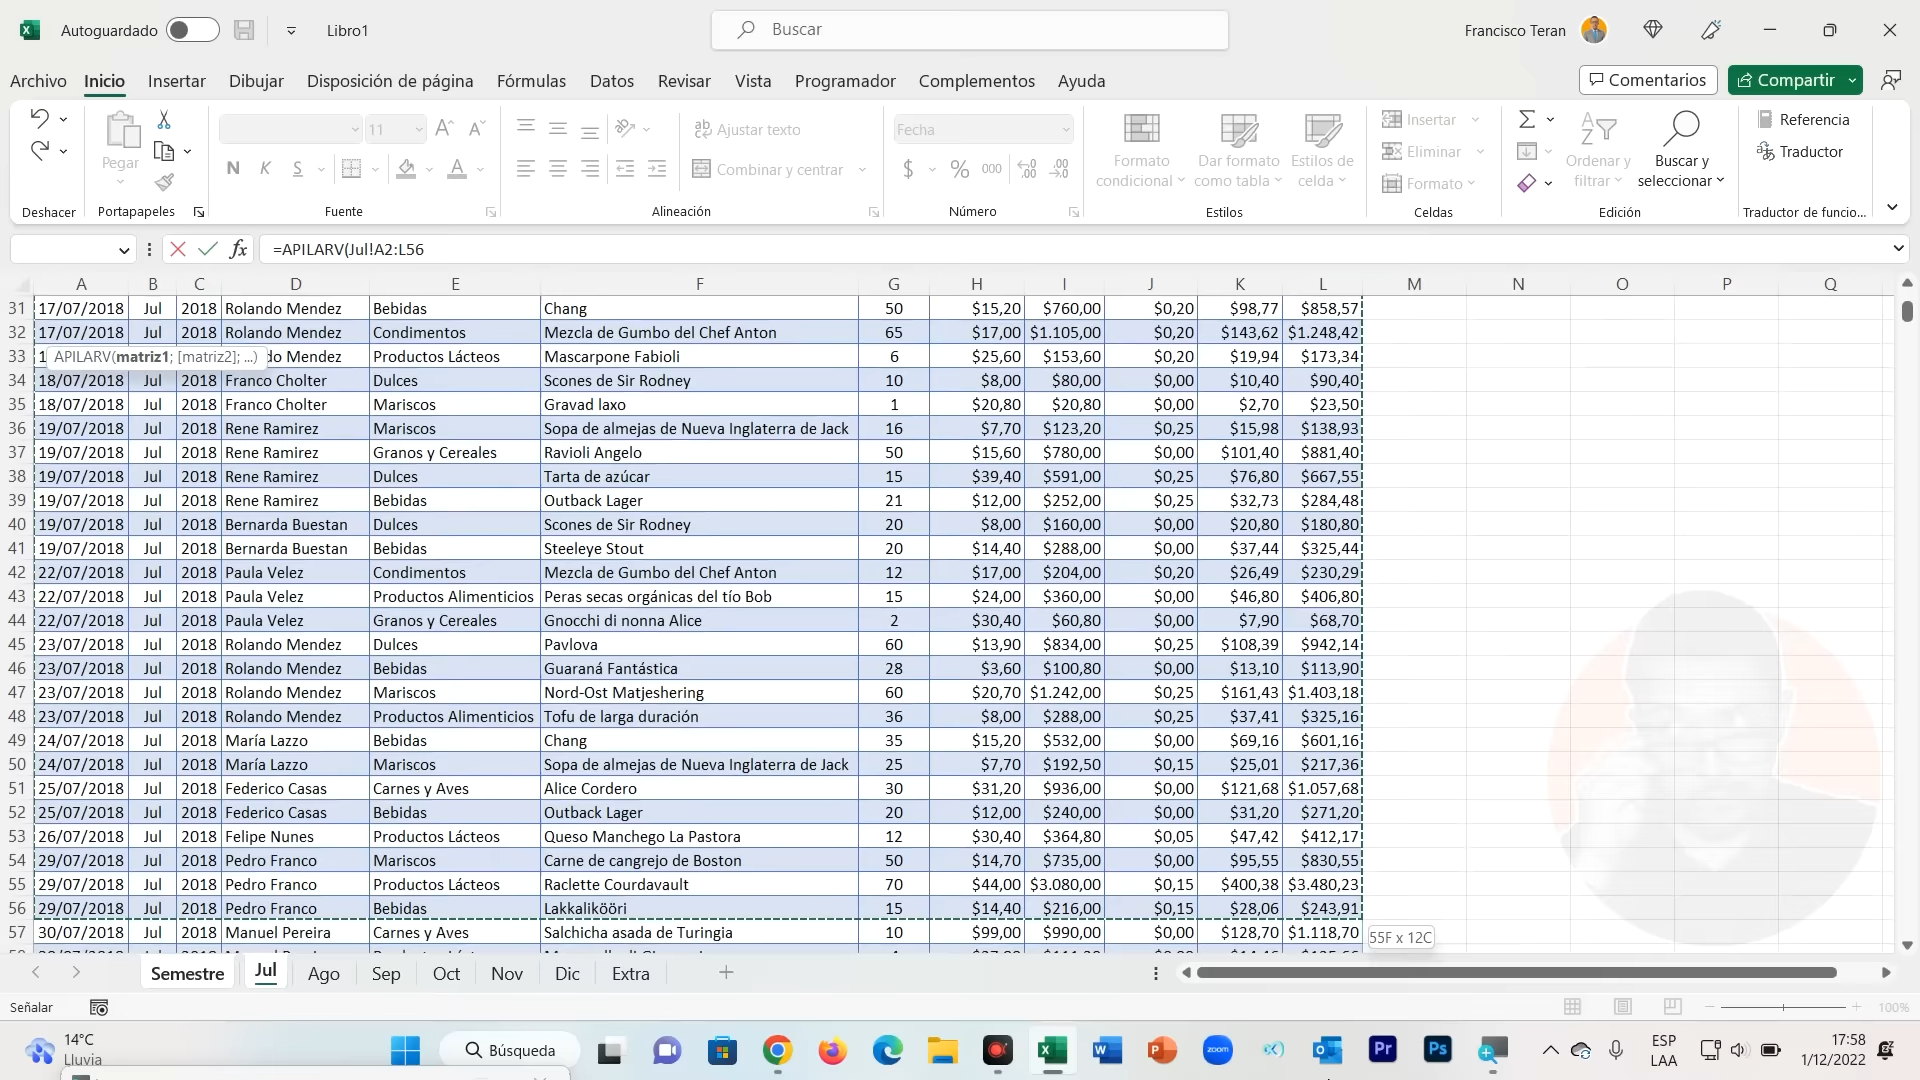 Autoguardado Libro1 Buscar Francisco Teran
Archivo Inicio Insertar Dibujar Disposición de página Fórmulas Datos Revisar Vista Programador Complementos Ayuda Comentarios Compartir
Pegar 11 Ajustar texto Fecha Insertar Referencia
N K S Combinar y centrar $ % 000 Formato condicional Dar formato como tabla Estilos de celda Eliminar Formato Ordenar y filtrar Buscar y seleccionar Traductor
Deshacer Portapapeles Fuente Alineación Número Estilos Celdas Edición Traductor de funcio...
fx =APILARV(Jul!A2:L56
A B C D E F G H I J K L M N O P Q
31 17/07/2018 Jul 2018 Rolando Mendez Bebidas Chang 50 $15,20 $760,00 $0,20 $98,77 $858,57
32 17/07/2018 Jul 2018 Rolando Mendez Condimentos Mezcla de Gumbo del Chef Anton 65 $17,00 $1.105,00 $0,20 $143,62 $1.248,42
33 1 APILARV(matriz1; [matriz2]; ...) do Mendez Productos Lácteos Mascarpone Fabioli 6 $25,60 $153,60 $0,20 $19,94 $173,34
34 18/07/2018 Jul 2018 Franco Cholter Dulces Scones de Sir Rodney 10 $8,00 $80,00 $0,00 $10,40 $90,40
35 18/07/2018 Jul 2018 Franco Cholter Mariscos Gravad laxo 1 $20,80 $20,80 $0,00 $2,70 $23,50
36 19/07/2018 Jul 2018 Rene Ramirez Mariscos Sopa de almejas de Nueva Inglaterra de Jack 16 $7,70 $123,20 $0,25 $15,98 $138,93
37 19/07/2018 Jul 2018 Rene Ramirez Granos y Cereales Ravioli Angelo 50 $15,60 $780,00 $0,00 $101,40 $881,40
38 19/07/2018 Jul 2018 Rene Ramirez Dulces Tarta de azúcar 15 $39,40 $591,00 $0,25 $76,80 $667,55
39 19/07/2018 Jul 2018 Rene Ramirez Bebidas Outback Lager 21 $12,00 $252,00 $0,25 $32,73 $284,48
40 19/07/2018 Jul 2018 Bernarda Buestan Dulces Scones de Sir Rodney 20 $8,00 $160,00 $0,00 $20,80 $180,80
41 19/07/2018 Jul 2018 Bernarda Buestan Bebidas Steeleye Stout 20 $14,40 $288,00 $0,00 $37,44 $325,44
42 22/07/2018 Jul 2018 Paula Velez Condimentos Mezcla de Gumbo del Chef Anton 12 $17,00 $204,00 $0,20 $26,49 $230,29
43 22/07/2018 Jul 2018 Paula Velez Productos Alimenticios Peras secas orgánicas del tío Bob 15 $24,00 $360,00 $0,00 $46,80 $406,80
44 22/07/2018 Jul 2018 Paula Velez Granos y Cereales Gnocchi di nonna Alice 2 $30,40 $60,80 $0,00 $7,90 $68,70
45 23/07/2018 Jul 2018 Rolando Mendez Dulces Pavlova 60 $13,90 $834,00 $0,25 $108,39 $942,14
46 23/07/2018 Jul 2018 Rolando Mendez Bebidas Guaraná Fantástica 28 $3,60 $100,80 $0,00 $13,10 $113,90
47 23/07/2018 Jul 2018 Rolando Mendez Mariscos Nord-Ost Matjeshering 60 $20,70 $1.242,00 $0,25 $161,43 $1.403,18
48 23/07/2018 Jul 2018 Rolando Mendez Productos Alimenticios Tofu de larga duración 36 $8,00 $288,00 $0,25 $37,41 $325,16
49 24/07/2018 Jul 2018 María Lazzo Bebidas Chang 35 $15,20 $532,00 $0,00 $69,16 $601,16
50 24/07/2018 Jul 2018 María Lazzo Mariscos Sopa de almejas de Nueva Inglaterra de Jack 25 $7,70 $192,50 $0,15 $25,01 $217,36
51 25/07/2018 Jul 2018 Federico Casas Carnes y Aves Alice Cordero 30 $31,20 $936,00 $0,00 $121,68 $1.057,68
52 25/07/2018 Jul 2018 Federico Casas Bebidas Outback Lager 20 $12,00 $240,00 $0,00 $31,20 $271,20
53 26/07/2018 Jul 2018 Felipe Nunes Productos Lácteos Queso Manchego La Pastora 12 $30,40 $364,80 $0,05 $47,42 $412,17
54 29/07/2018 Jul 2018 Pedro Franco Mariscos Carne de cangrejo de Boston 50 $14,70 $735,00 $0,00 $95,55 $830,55
55 29/07/2018 Jul 2018 Pedro Franco Productos Lácteos Raclette Courdavault 70 $44,00 $3.080,00 $0,15 $400,38 $3.480,23
56 29/07/2018 Jul 2018 Pedro Franco Bebidas Lakkalikööri 15 $14,40 $216,00 $0,15 $28,06 $243,91
57 30/07/2018 Jul 2018 Manuel Pereira Carnes y Aves Salchicha asada de Turingia 10 $99,00 $990,00 $0,00 $128,70 $1.118,70 55F x 12C
Semestre Jul Ago Sep Oct Nov Dic Extra
Señalar 100%
14°C Búsqueda zoom Pr Ps ESP 17:58
Lluvia LAA 1/12/2022